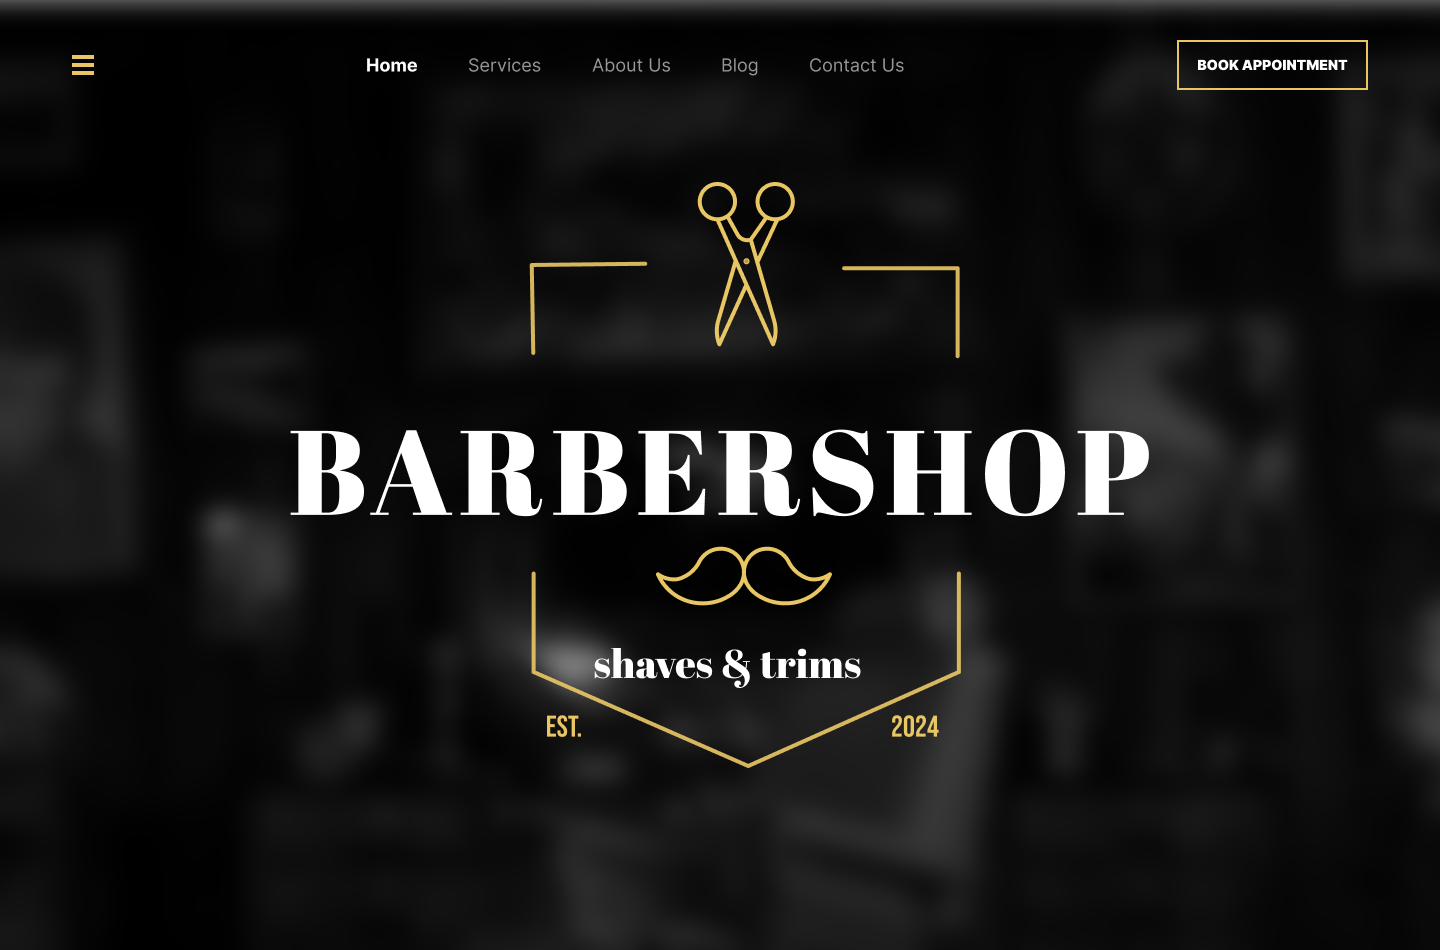 Home Services About Us Blog Contact Us BOOK APPOINTMENT
BARBERSHOP
shaves & trims
EST. 2024